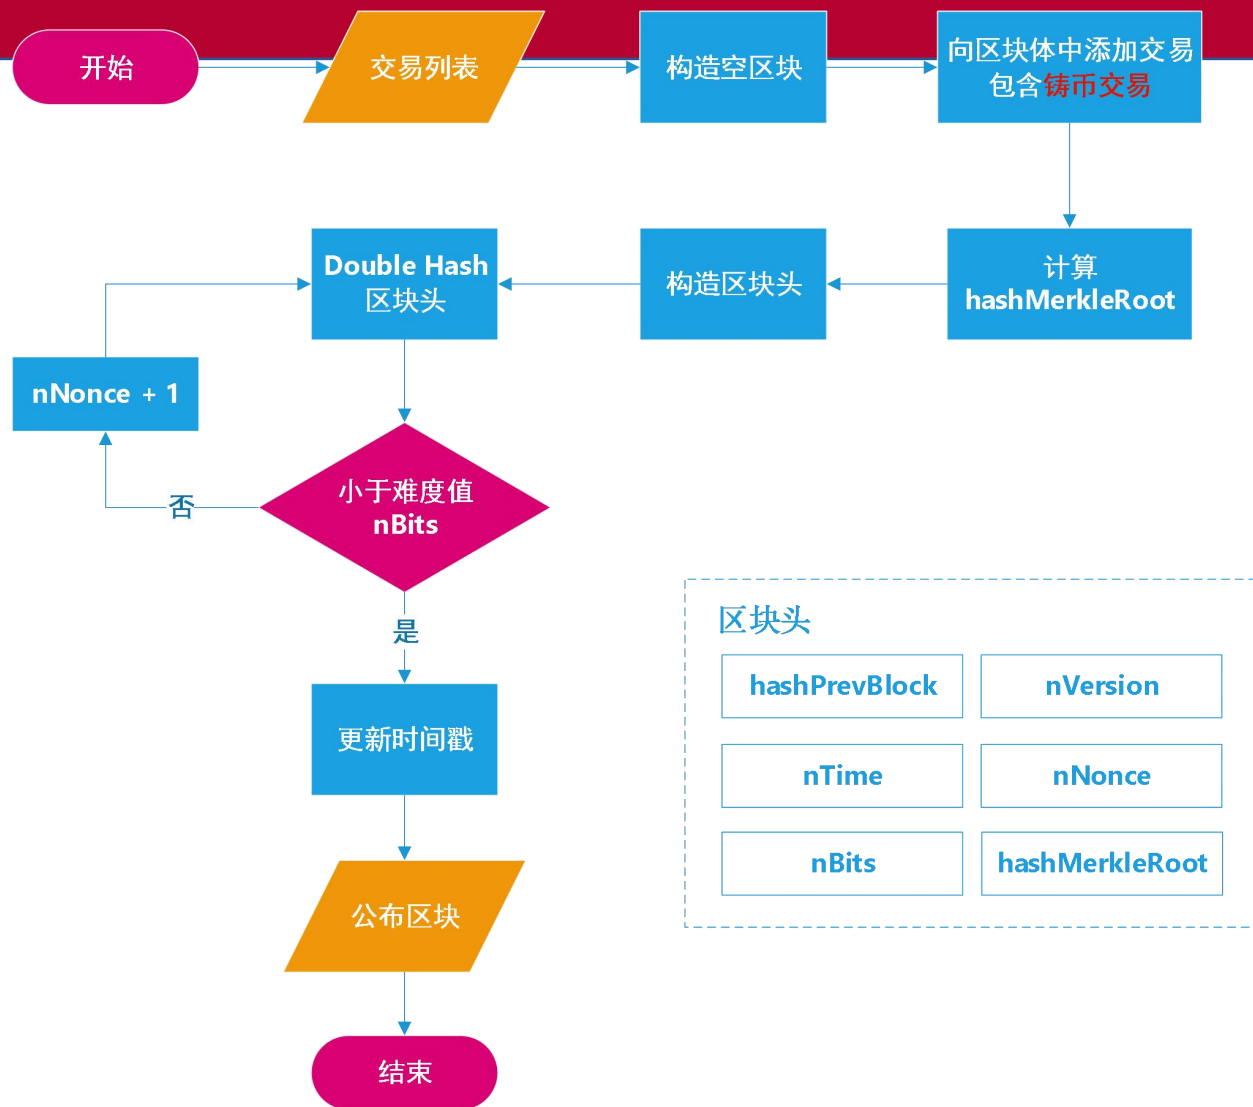 开始
交易列表
构造空区块
向区块体中添加交易
包含铸币交易
Double Hash
区块头
构造区块头
计算
hashMerkleRoot
nNonce + 1
小于难度值
nBits
否
是
更新时间戳
公布区块
结束
区块头
hashPrevBlock
nVersion
nTime
nNonce
nBits
hashMerkleRoot